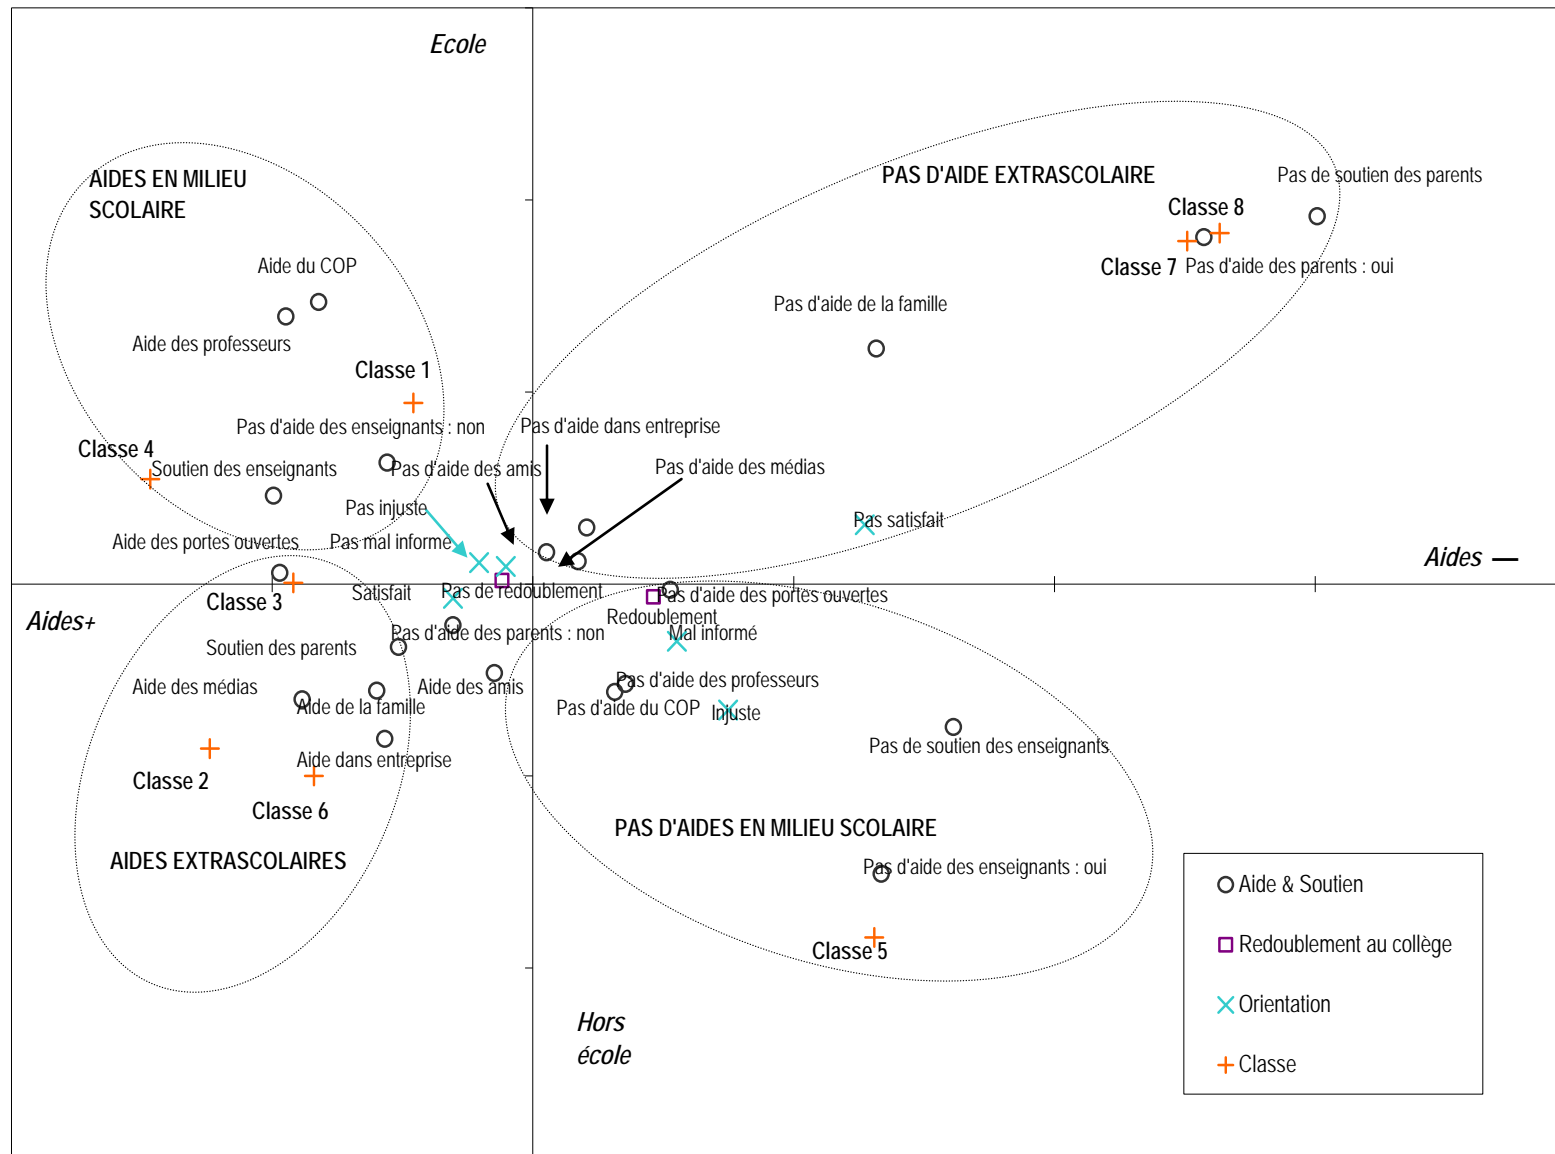 Ecole
AIDES EN MILIEU
SCOLAIRE
PAS D'AIDE EXTRASCOLAIRE
Pas de soutien des parents
Classe 8
Classe 7
Pas d'aide des parents : oui
Aide du COP
Pas d'aide de la famille
Aide des professeurs
Classe 1
Pas d'aide des enseignants : non
Pas d'aide dans entreprise
Classe 4
Soutien des enseignants
Pas d'aide des amis
Pas d'aide des médias
Pas injuste
Pas satisfait
Aide des portes ouvertes
Pas mal informé
Aides —
Classe 3
Satisfait
Pas de redoublement
Pas d'aide des portes ouvertes
Aides+
Redoublement
Pas d'aide des parents : non
Mal informé
Soutien des parents
Aide des médias
Aide des amis
Pas d'aide des professeurs
Aide de la famille
Pas d'aide du COP
Injuste
Pas de soutien des enseignants
Aide dans entreprise
Classe 2
Classe 6
PAS D'AIDES EN MILIEU SCOLAIRE
AIDES EXTRASCOLAIRES
Pas d'aide des enseignants : oui
Classe 5
Hors
école
Aide & Soutien
Redoublement au collège
Orientation
Classe